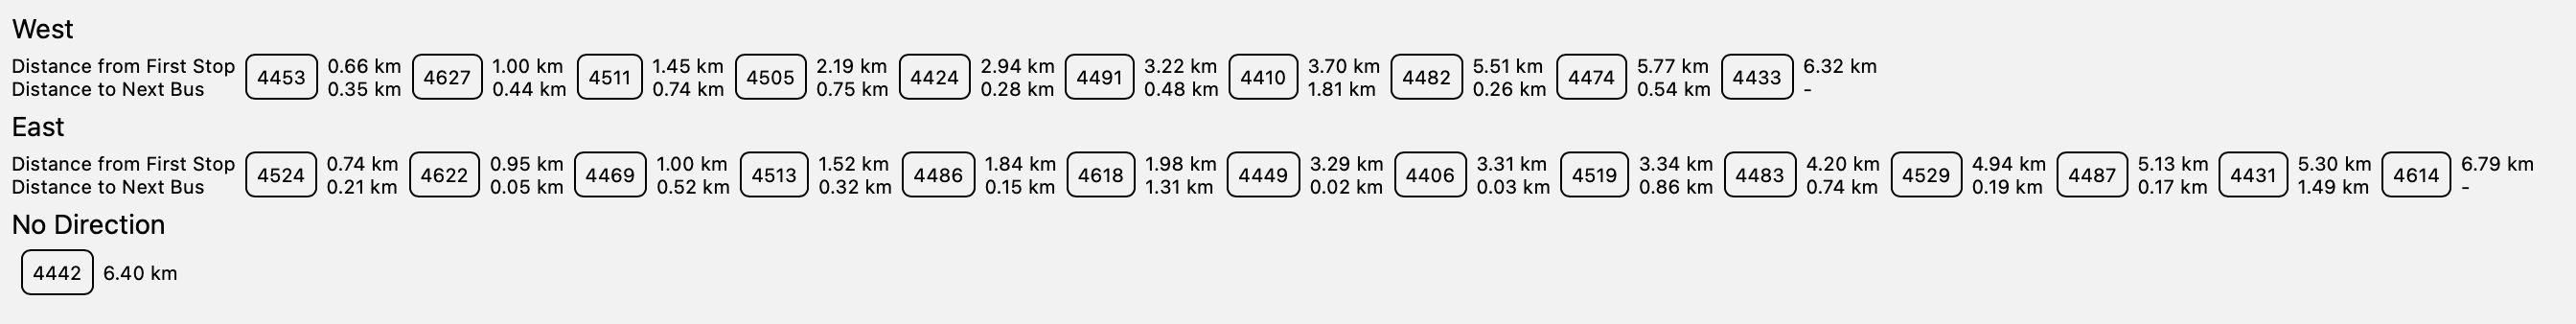 West
Distance from First Stop 4453 0.66 km 4627 1.00 km 4511 1.45 km 4505 2.19 km 4424 2.94 km 4491 3.22 km 4410 3.70 km 4482 5.51 km 4474 5.77 km 4433 6.32 km
Distance to Next Bus 0.35 km 0.44 km 0.74 km 0.75 km 0.28 km 0.48 km 1.81 km 0.26 km 0.54 km -
East
Distance from First Stop 4524 0.74 km 4622 0.95 km 4469 1.00 km 4513 1.52 km 4486 1.84 km 4618 1.98 km 4449 3.29 km 4406 3.31 km 4519 3.34 km 4483 4.20 km 4529 4.94 km 4487 5.13 km 4431 5.30 km 4614 6.79 km
Distance to Next Bus 0.21 km 0.05 km 0.52 km 0.32 km 0.15 km 1.31 km 0.02 km 0.03 km 0.86 km 0.74 km 0.19 km 0.17 km 1.49 km -
No Direction
4442 6.40 km